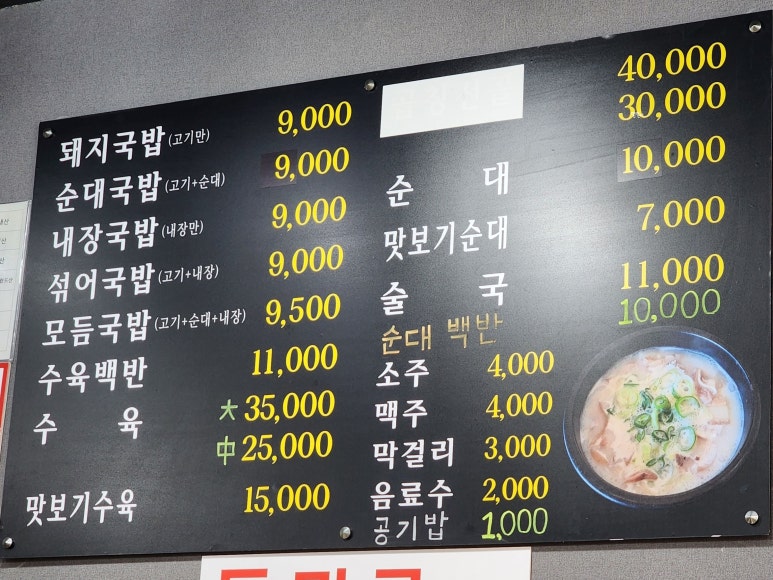 돼지국밥(고기만) 9,000
순대국밥(고기+순대) 9,000
내장국밥(내장만) 9,000
섞어국밥(고기+내장) 9,000
모듬국밥(고기+순대+내장) 9,500
수육백반 11,000
수 육 大 35,000
中 25,000
맛보기수육 15,000
40,000
30,000
순 대 10,000
맛보기순대 7,000
술 국 11,000
순대 백반 10,000
소주 4,000
맥주 4,000
막걸리 3,000
음료수 2,000
공기밥 1,000